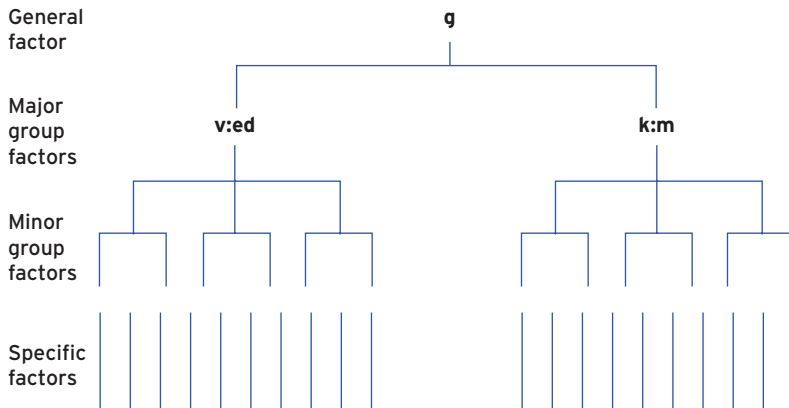 General
factor
g
Major
group
factors
v:ed
k:m
Minor
group
factors
Specific
factors